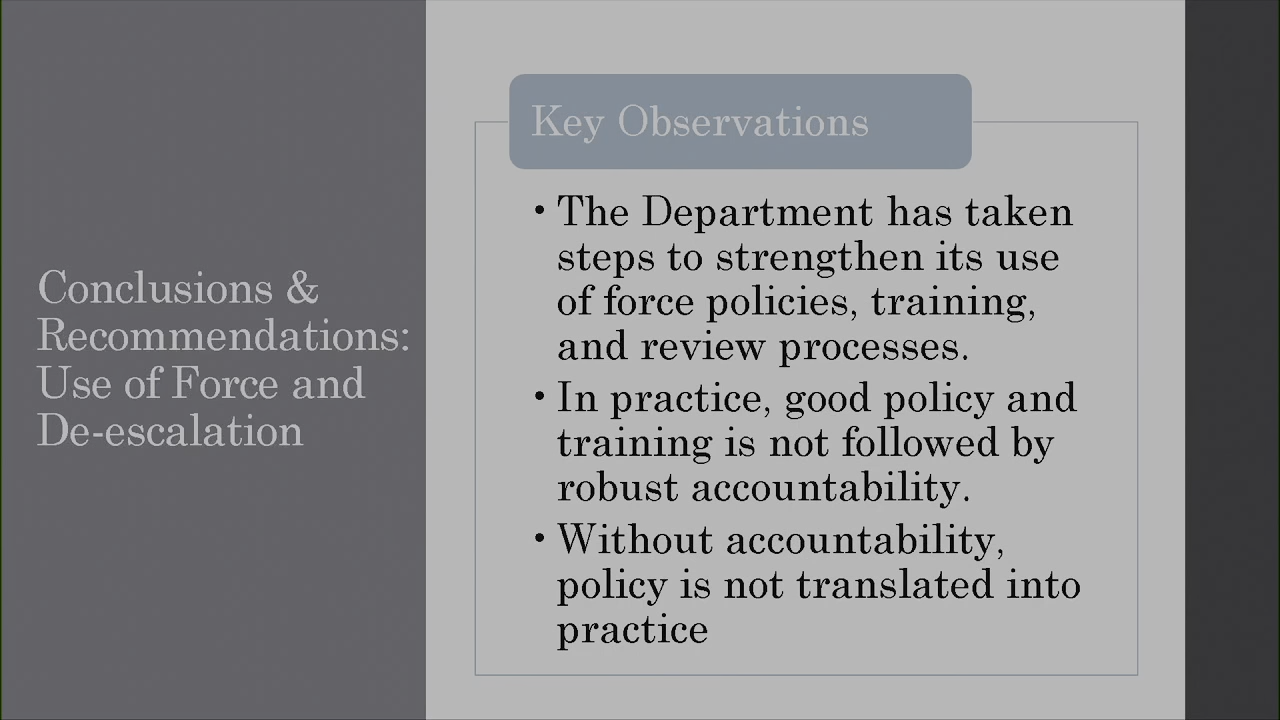 Conclusions &
Recommendations:
Use of Force and
De-escalation
Key Observations
• The Department has taken
steps to strengthen its use
of force policies, training,
and review processes.
• In practice, good policy and
training is not followed by
robust accountability.
• Without accountability,
policy is not translated into
practice